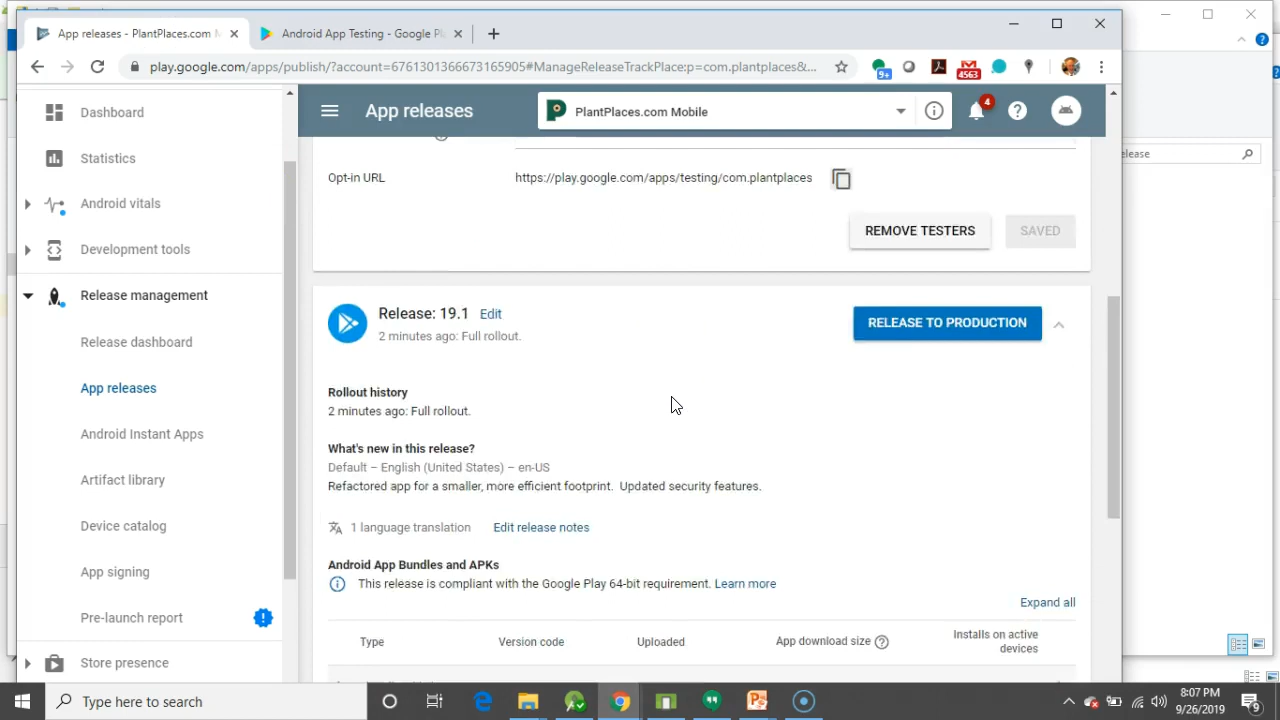 App releases - PlantPlaces.com M
Android App Testing - Google Pl
play.google.com/apps/publish/?account=6761301366673165905#ManageReleaseTrackPlace:p=com.plantplaces&...
9+
4563
Dashboard
Statistics
Android vitals
Development tools
Release management
Release dashboard
App releases
Android Instant Apps
Artifact library
Device catalog
App signing
Pre-launch report
Store presence
App releases
PlantPlaces.com Mobile
4
Opt-in URL
https://play.google.com/apps/testing/com.plantplaces
REMOVE TESTERS
SAVED
Release: 19.1 Edit
2 minutes ago: Full rollout.
RELEASE TO PRODUCTION
Rollout history
2 minutes ago: Full rollout.
What's new in this release?
Default – English (United States) – en-US
Refactored app for a smaller, more efficient footprint. Updated security features.
1 language translation Edit release notes
Android App Bundles and APKs
This release is compliant with the Google Play 64-bit requirement. Learn more
Expand all
Type Version code Uploaded App download size Installs on active devices
elease
Type here to search
8:07 PM
9/26/2019
9